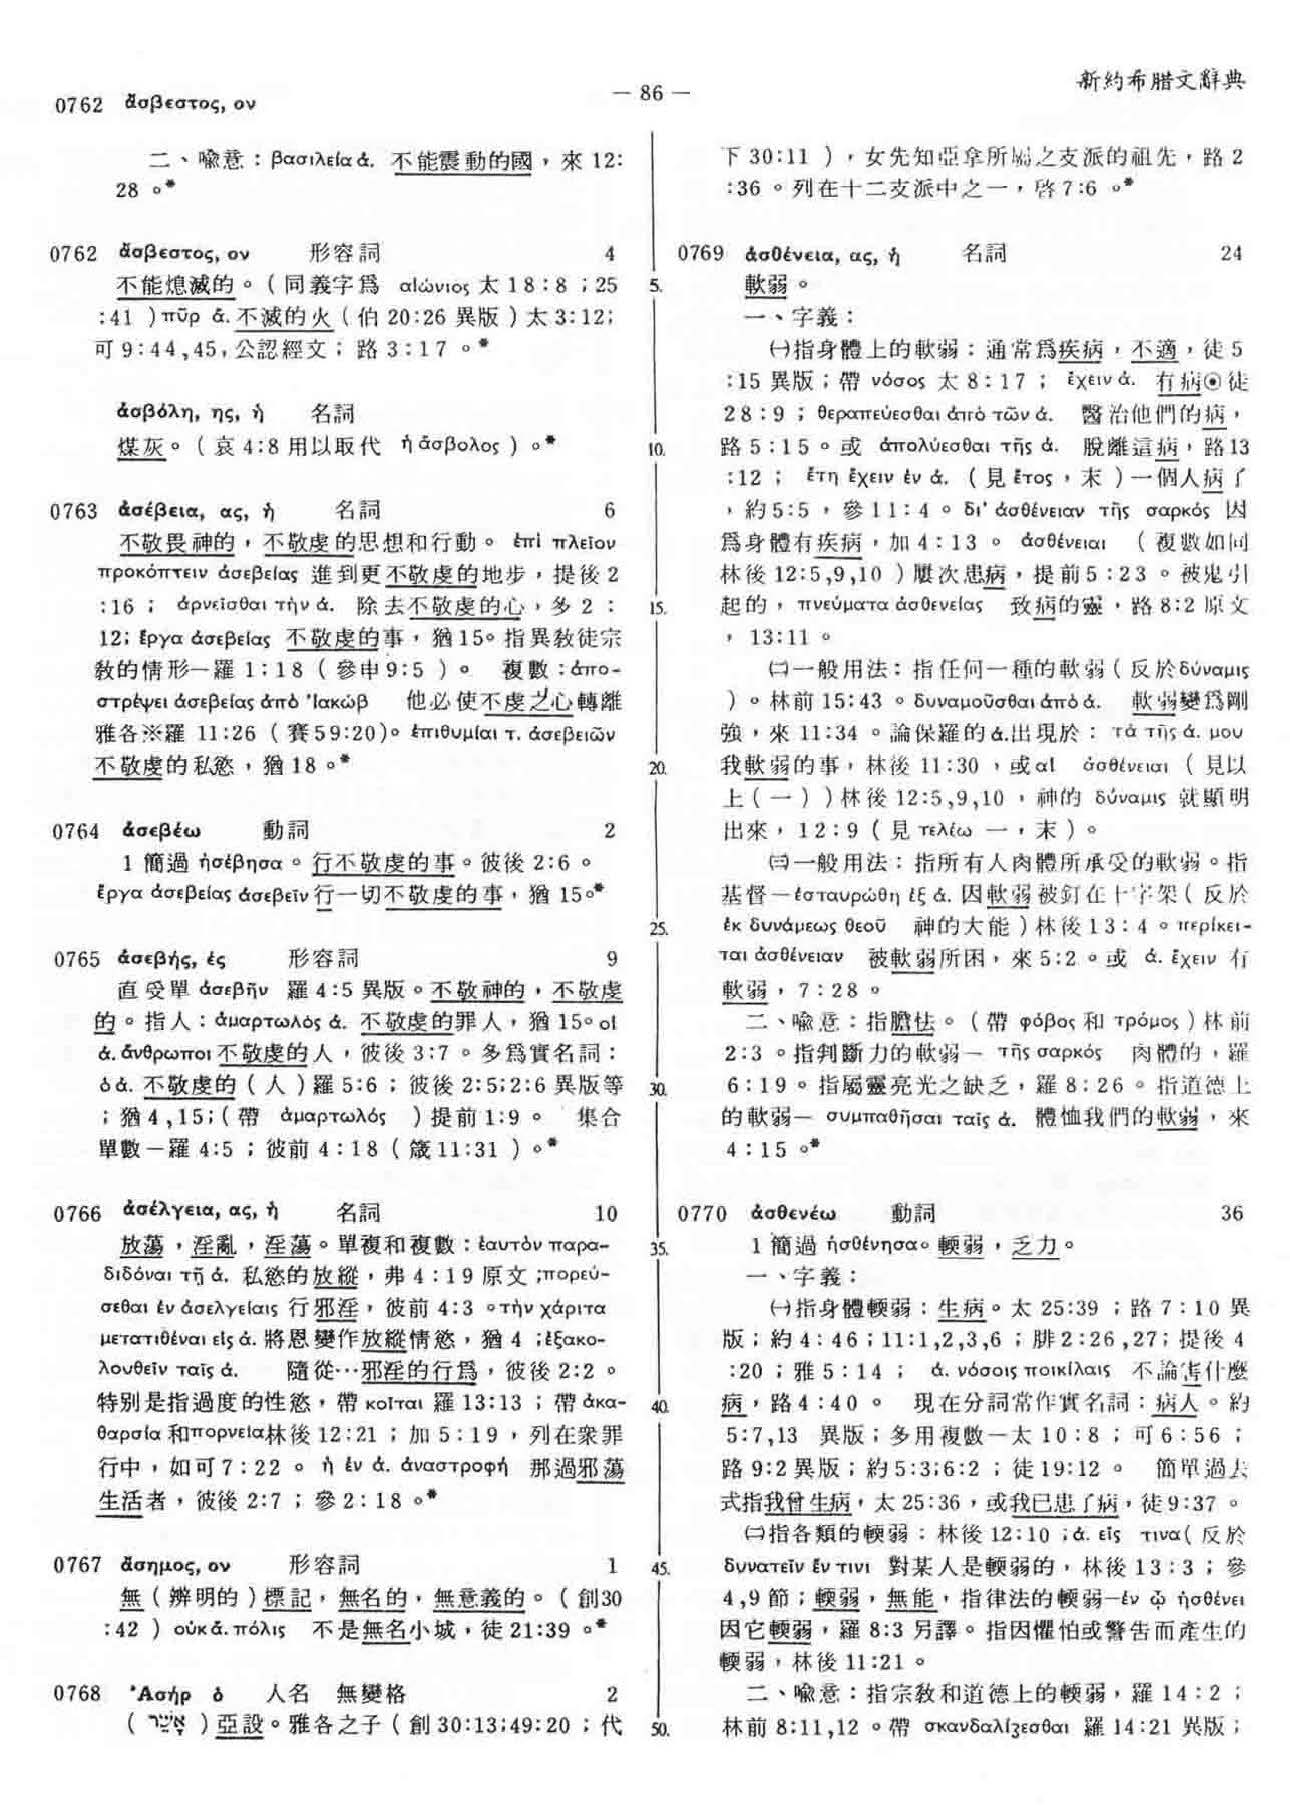 新約希腊文辭典
— 86 —
0762 ἄσβεστος, ον
二、喩意：βασιλεία ἀ. 不能震動的國，來 12:
28 。*
0762 ἄσβεστος, ον 形容詞 4
不能熄滅的。（同義字爲 αἰώνιος 太 18:8；25
:41 ）πῦρ ἀ. 不滅的火（伯 20:26 異版）太 3:12;
可 9:44,45, 公認經文；路 3:17 。*
ἀσβόλη, ης, ἡ 名詞
煤灰。（哀 4:8 用以取代 ἡ ἄσβολος）。*
0763 ἀσέβεια, ας, ἡ 名詞 6
不敬畏神的，不敬虔的思想和行動。 ἐπὶ πλεῖον
προκόπτειν ἀσεβείας 進到更不敬虔的地步，提後 2
:16； ἀρνεῖσθαι τὴν ἀ. 除去不敬虔的心，多 2：
12; ἔργα ἀσεβείας 不敬虔的事，猶 15。指異敎徒宗
敎的情形—羅 1:18（參申 9:5）。 複數：ἀπο-
στρέψει ἀσεβείας ἀπὸ Ἰακώβ 他必使不虔之心轉離
雅各※羅 11:26（賽 59:20)。ἐπιθυμίαι τ. ἀσεβειῶν
不敬虔的私慾，猶 18 。*
0764 ἀσεβέω 動詞 2
1 簡過 ἠσέβησα。行不敬虔的事。彼後 2:6 。
ἔργα ἀσεβείας ἀσεβεῖν 行一切不敬虔的事，猶 15。*
0765 ἀσεβής, ές 形容詞 9
直受單 ἀσεβῆν 羅 4:5 異版。不敬神的，不敬虔
的。指人：ἁμαρτωλὸς ἀ. 不敬虔的罪人，猶 15。οἱ
ἀ. ἄνθρωποι 不敬虔的人，彼後 3:7 。多爲實名詞：
ὁ ἀ. 不敬虔的（人）羅 5:6；彼後 2:5;2:6 異版等
；猶 4,15;（帶 ἁμαρτωλός ）提前 1:9 。 集合
單數—羅 4:5；彼前 4:18（箴 11:31）。*
0766 ἀσέλγεια, ας, ἡ 名詞 10
放蕩，淫亂，淫蕩。單複和複數：ἑαυτὸν παρα-
διδόναι τῇ ἀ. 私慾的放縱，弗 4:19 原文 ;πορεύ-
σεσθαι ἐν ἀσελγείαις 行邪淫，彼前 4:3 。τὴν χάριτα
μετατιθέναι εἰς ἀ. 將恩變作放縱情慾，猶 4 ;ἐξακο-
λουθεῖν ταῖς ἀ. 隨從…邪淫的行爲，彼後 2:2 。
特別是指過度的性慾，帶 κοῖται 羅 13:13；帶 ἀκα-
θαρσία 和 πορνεία 林後 12:21；加 5:19，列在衆罪
行中，如可 7:22 。 ἡ ἐν ἀ. ἀναστροφή 那過邪蕩
生活者，彼後 2:7；參 2:18 。*
0767 ἄσημος, ον 形容詞 1
無（辨明的）標記，無名的，無意義的。（創30
:42 ）οὐκ ἀ. πόλις 不是無名小城，徒 21:39 。*
0768 Ἀσήρ ὁ 人名 無變格 2
（ אָשֵׁר ）亞設。雅各之子（創 30:13;49:20；代
下 30:11），女先知亞拿所屬之支派的祖先，路 2
:36 。列在十二支派中之一，啓 7:6 。*
0769 ἀσθένεια, ας, ἡ 名詞 24
5. 軟弱。
一、字義：
㈠指身體上的軟弱：通常爲疾病，不適，徒 5
:15 異版；帶 νόσος 太 8:17； ἔχειν ἀ. 有病⊙徒
28:9；θεραπεύεσθαι ἀπὸ τῶν ἀ. 醫治他們的病，
10. 路 5:15 。或 ἀπολύεσθαι τῆς ἀ. 脫離這病，路13
:12； ἔτη ἔχειν ἐν ἀ.（見 ἔτος，末）一個人病了
，約 5:5，參 11:4 。δι' ἀσθένειαν τῆς σαρκός 因
爲身體有疾病，加 4:13 。 ἀσθένειαι （複數如同
林後 12:5,9,10）屢次患病，提前 5:23 。被鬼引
15. 起的，πνεύματα ἀσθενείας 致病的靈，路 8:2 原文
，13:11 。
㈡一般用法：指任何一種的軟弱（反於δύναμις
）。林前 15:43 。δυναμοῦσθαι ἀπὸ ἀ. 軟弱變爲剛
強，來 11:34 。論保羅的 ἀ.出現於：τὰ τῆς ἀ. μου
20. 我軟弱的事，林後 11:30，或αἱ ἀσθένειαι（見以
上（一））林後 12:5,9,10，神的 δύναμις 就顯明
出來，12:9（見 τελέω 一，末）。
㈢一般用法：指所有人肉體所承受的軟弱。指
基督—ἐσταυρώθη ἐξ ἀ. 因軟弱被釘在十字架（反於
25. ἐκ δυνάμεως θεοῦ 神的大能）林後 13:4 。περίκει-
ται ἀσθένειαν 被軟弱所困，來 5:2 。或 ἀ. ἔχειν 有
軟弱，7:28 。
二、喩意：指膽怯。（帶 φόβος 和 τρόμος）林前
2:3 。指判斷力的軟弱— τῆς σαρκός 肉體的，羅
30. 6:19 。指屬靈亮光之缺乏，羅 8:26 。指道德上
的軟弱— συμπαθῆσαι ταῖς ἀ. 體恤我們的軟弱，來
4:15 。*
0770 ἀσθενέω 動詞 36
35. 1 簡過 ἠσθένησα。輭弱，乏力。
一、字義：
㈠指身體輭弱：生病。太 25:39；路 7:10 異
版；約 4:46；11:1,2,3,6；腓 2:26,27; 提後 4
:20；雅 5:14； ἀ. νόσοις ποικίλαις 不論害什麼
40. 病，路 4:40 。 現在分詞常作實名詞：病人。約
5:7,13 異版；多用複數—太 10:8；可 6:56；
路 9:2 異版；約 5:3;6:2；徒 19:12 。 簡單過去
式指我曾生病，太 25:36，或我已患了病，徒 9:37 。
㈡指各類的輭弱：林後 12:10 ;ἀ. εἴς τινα（反於
45. δυνατεῖν ἔν τινι 對某人是輭弱的，林後 13:3；參
4,9 節；輭弱，無能，指律法的輭弱—ἐν ᾧ ἠσθένει
因它輭弱，羅 8:3 另譯。指因懼怕或警告而產生的
輭弱，林後 11:21 。
二、喩意：指宗敎和道德上的輭弱，羅 14:2；
50. 林前 8:11,12 。帶 σκανδαλίζεσθαι 羅 14:21 異版；